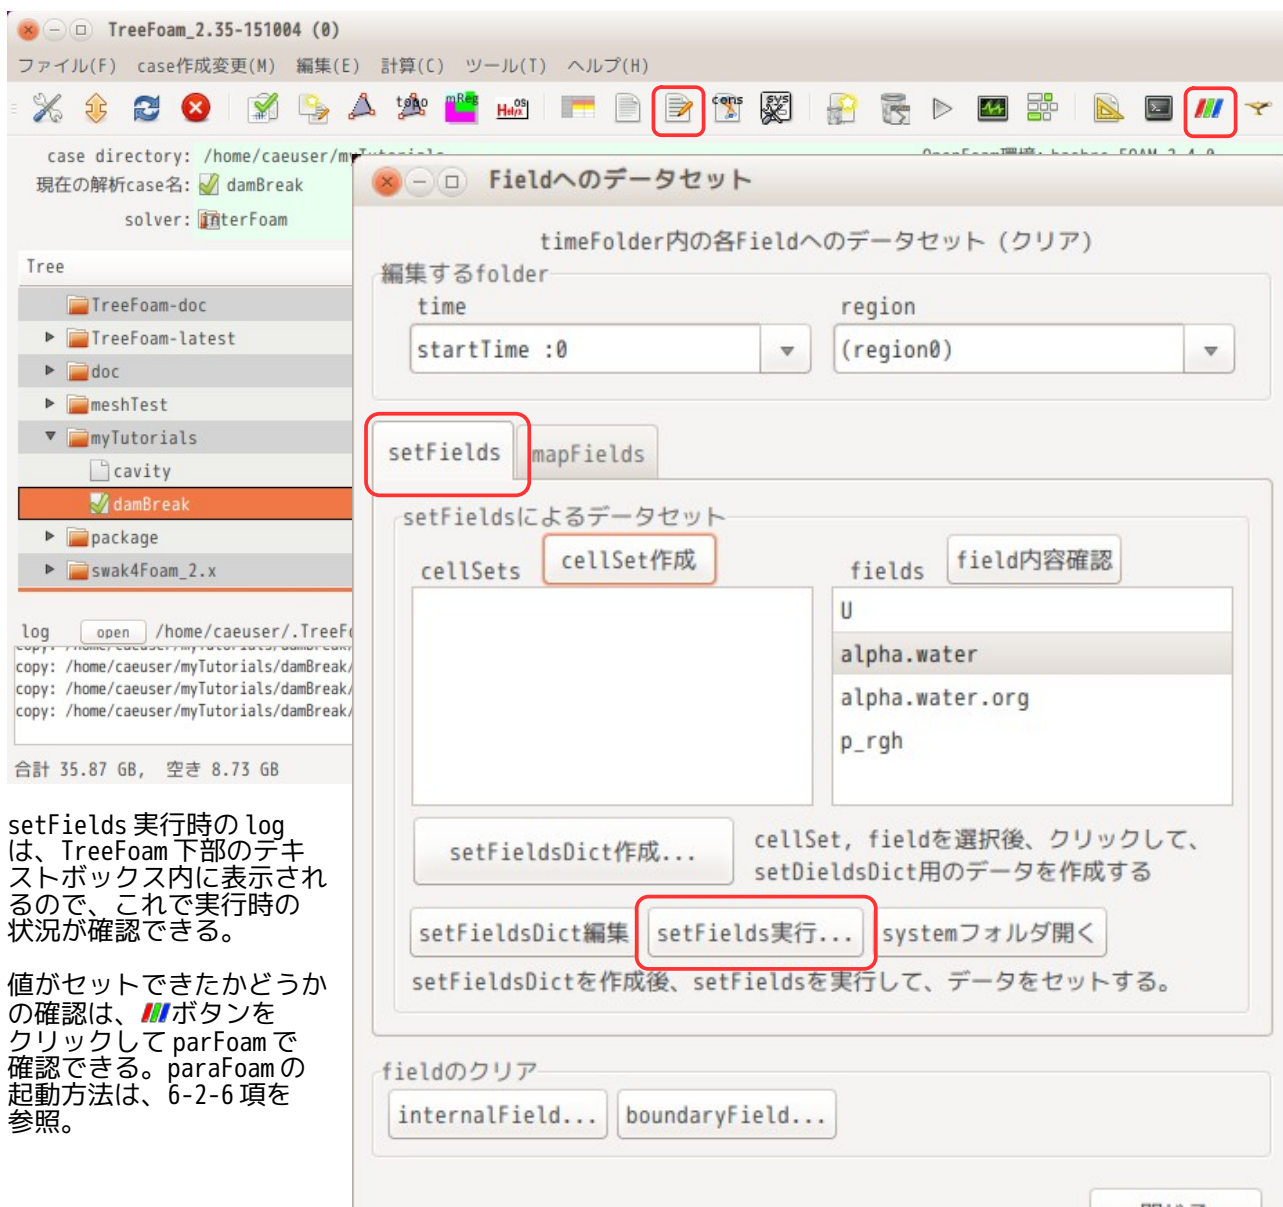 TreeFoam_2.35-151004 (0)
ファイル(F) case作成変更(M) 編集(E) 計算(C) ツール(T) ヘルプ(H)
topo mReg HelyxOS cons sys
case directory: /home/caeuser/myTutorials
現在の解析case名: damBreak
solver: interFoam
Tree
TreeFoam-doc
TreeFoam-latest
doc
meshTest
myTutorials
cavity
damBreak
package
swak4Foam_2.x
log open /home/caeuser/.TreeFo
copy: /home/caeuser/myTutorials/damBreak/
copy: /home/caeuser/myTutorials/damBreak/
copy: /home/caeuser/myTutorials/damBreak/
copy: /home/caeuser/myTutorials/damBreak/
合計 35.87 GB, 空き 8.73 GB
setFields 実行時の log
は、TreeFoam 下部のテキ
ストボックス内に表示され
るので、これで実行時の
状況が確認できる。
値がセットできたかどうか
の確認は、ボタンを
クリックして parFoam で
確認できる。paraFoam の
起動方法は、6-2-6 項を
参照。
Fieldへのデータセット
timeFolder内の各Fieldへのデータセット (クリア)
編集するfolder
time region
startTime :0 (region0)
setFields mapFields
setFieldsによるデータセット
cellSets cellSet作成 fields field内容確認
U
alpha.water
alpha.water.org
p_rgh
setFieldsDict作成... cellSet, fieldを選択後、クリックして、
setDieldsDict用のデータを作成する
setFieldsDict編集 setFields実行... systemフォルダ開く
setFieldsDictを作成後、setFieldsを実行して、データをセットする。
fieldのクリア
internalField... boundaryField...